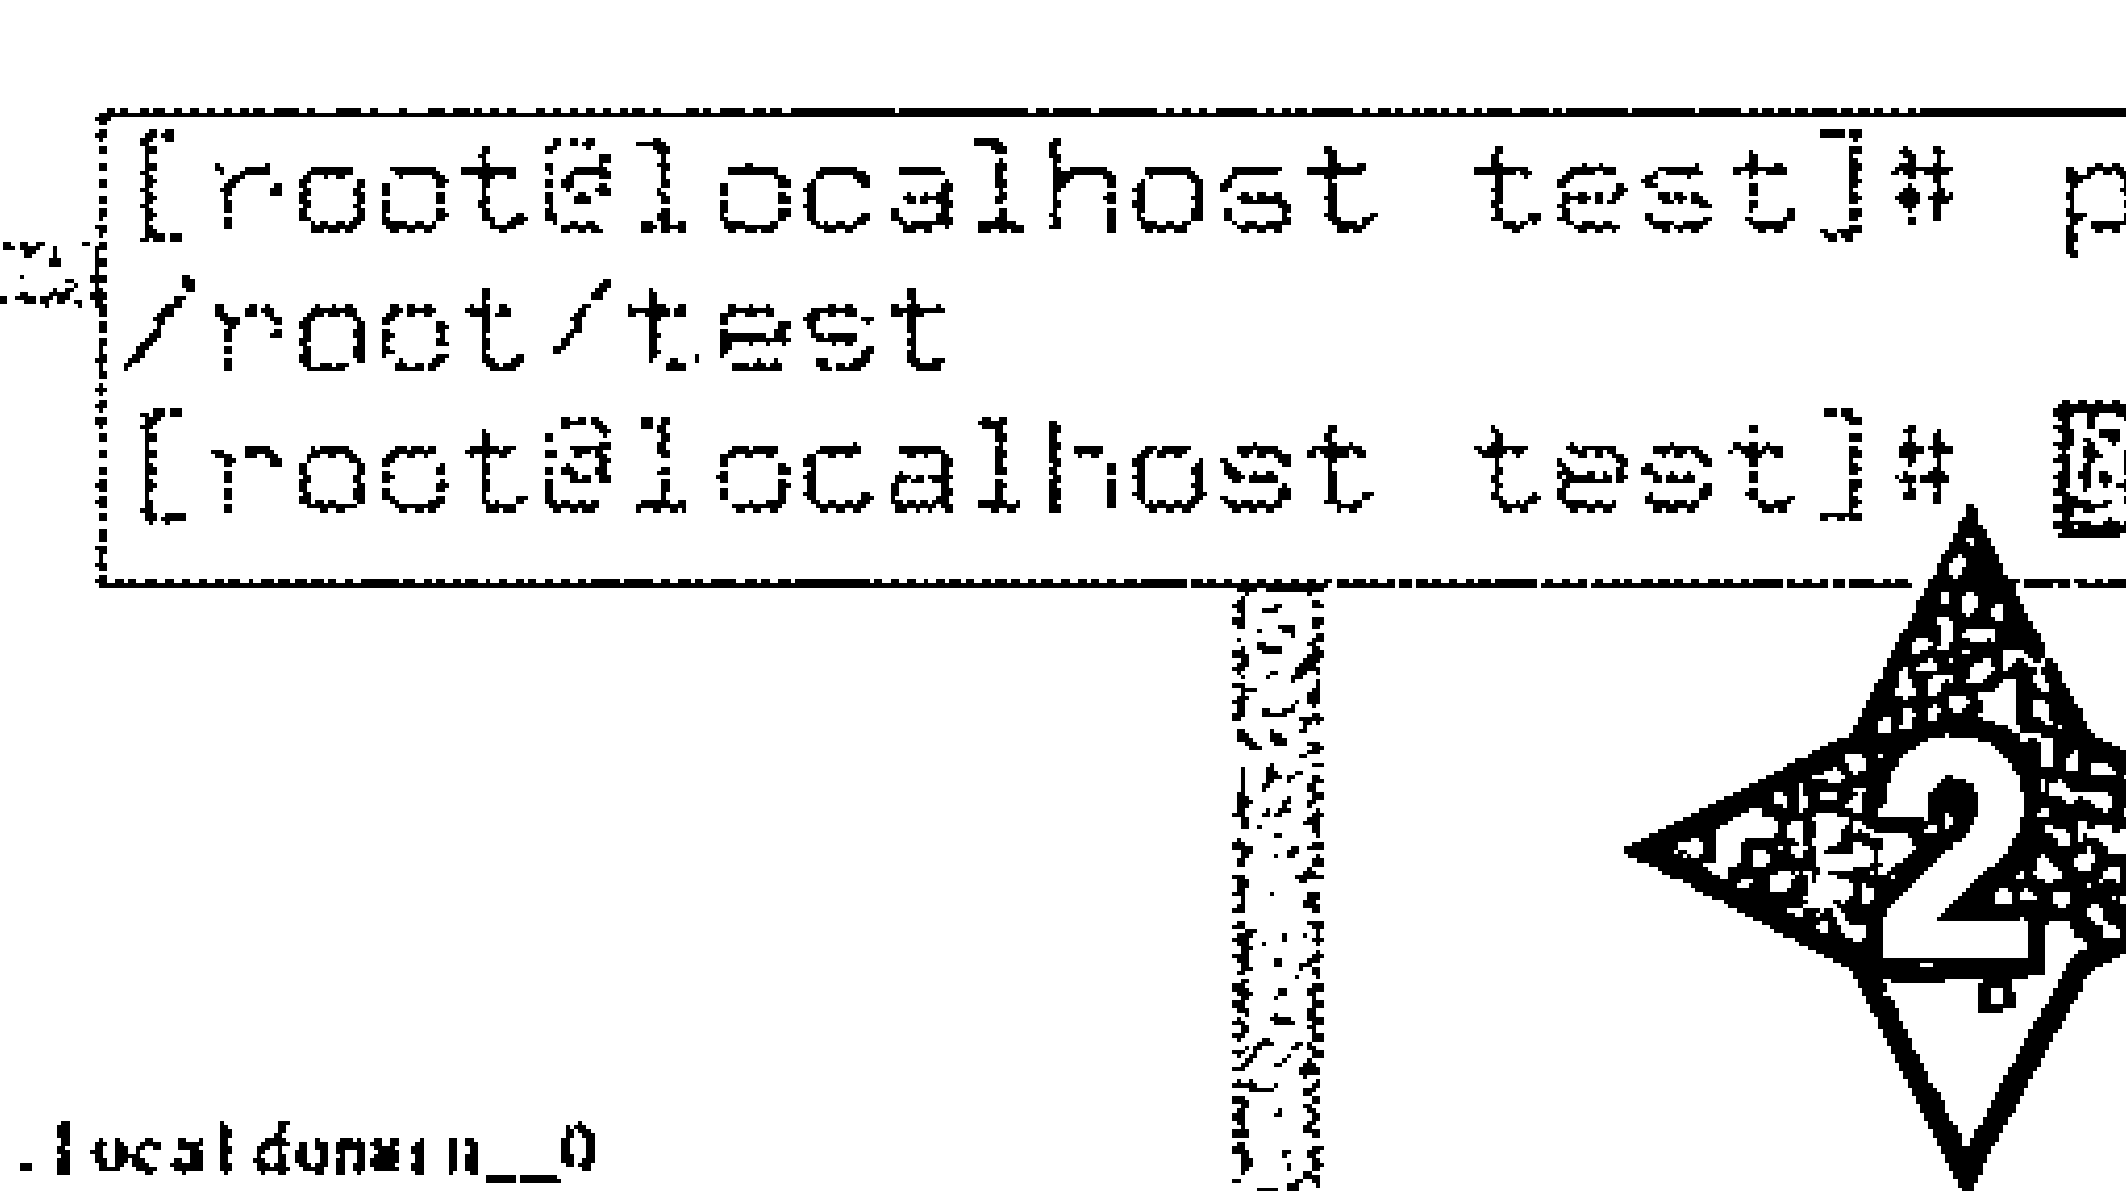 [root@localhost test]# p
/root/test
[root@localhost test]#
2
.localdomain__0